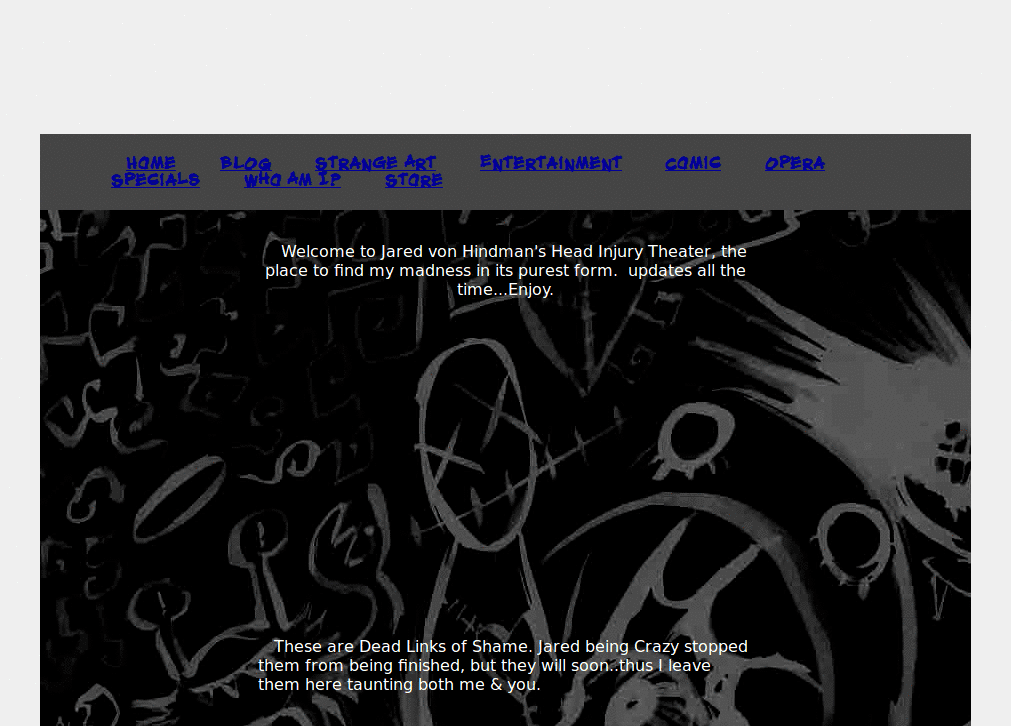 HOME BLOG STRANGE ART ENTERTAINMENT COMIC OPERA
SPECIALS WHO AM I? STORE
Welcome to Jared von Hindman's Head Injury Theater, the
place to find my madness in its purest form.  updates all the
time...Enjoy.
These are Dead Links of Shame. Jared being Crazy stopped
them from being finished, but they will soon..thus I leave
them here taunting both me & you.